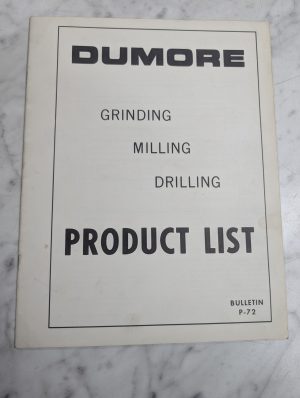 DUMORE
GRINDING
MILLING
DRILLING
PRODUCT LIST
BULLETIN
P-72